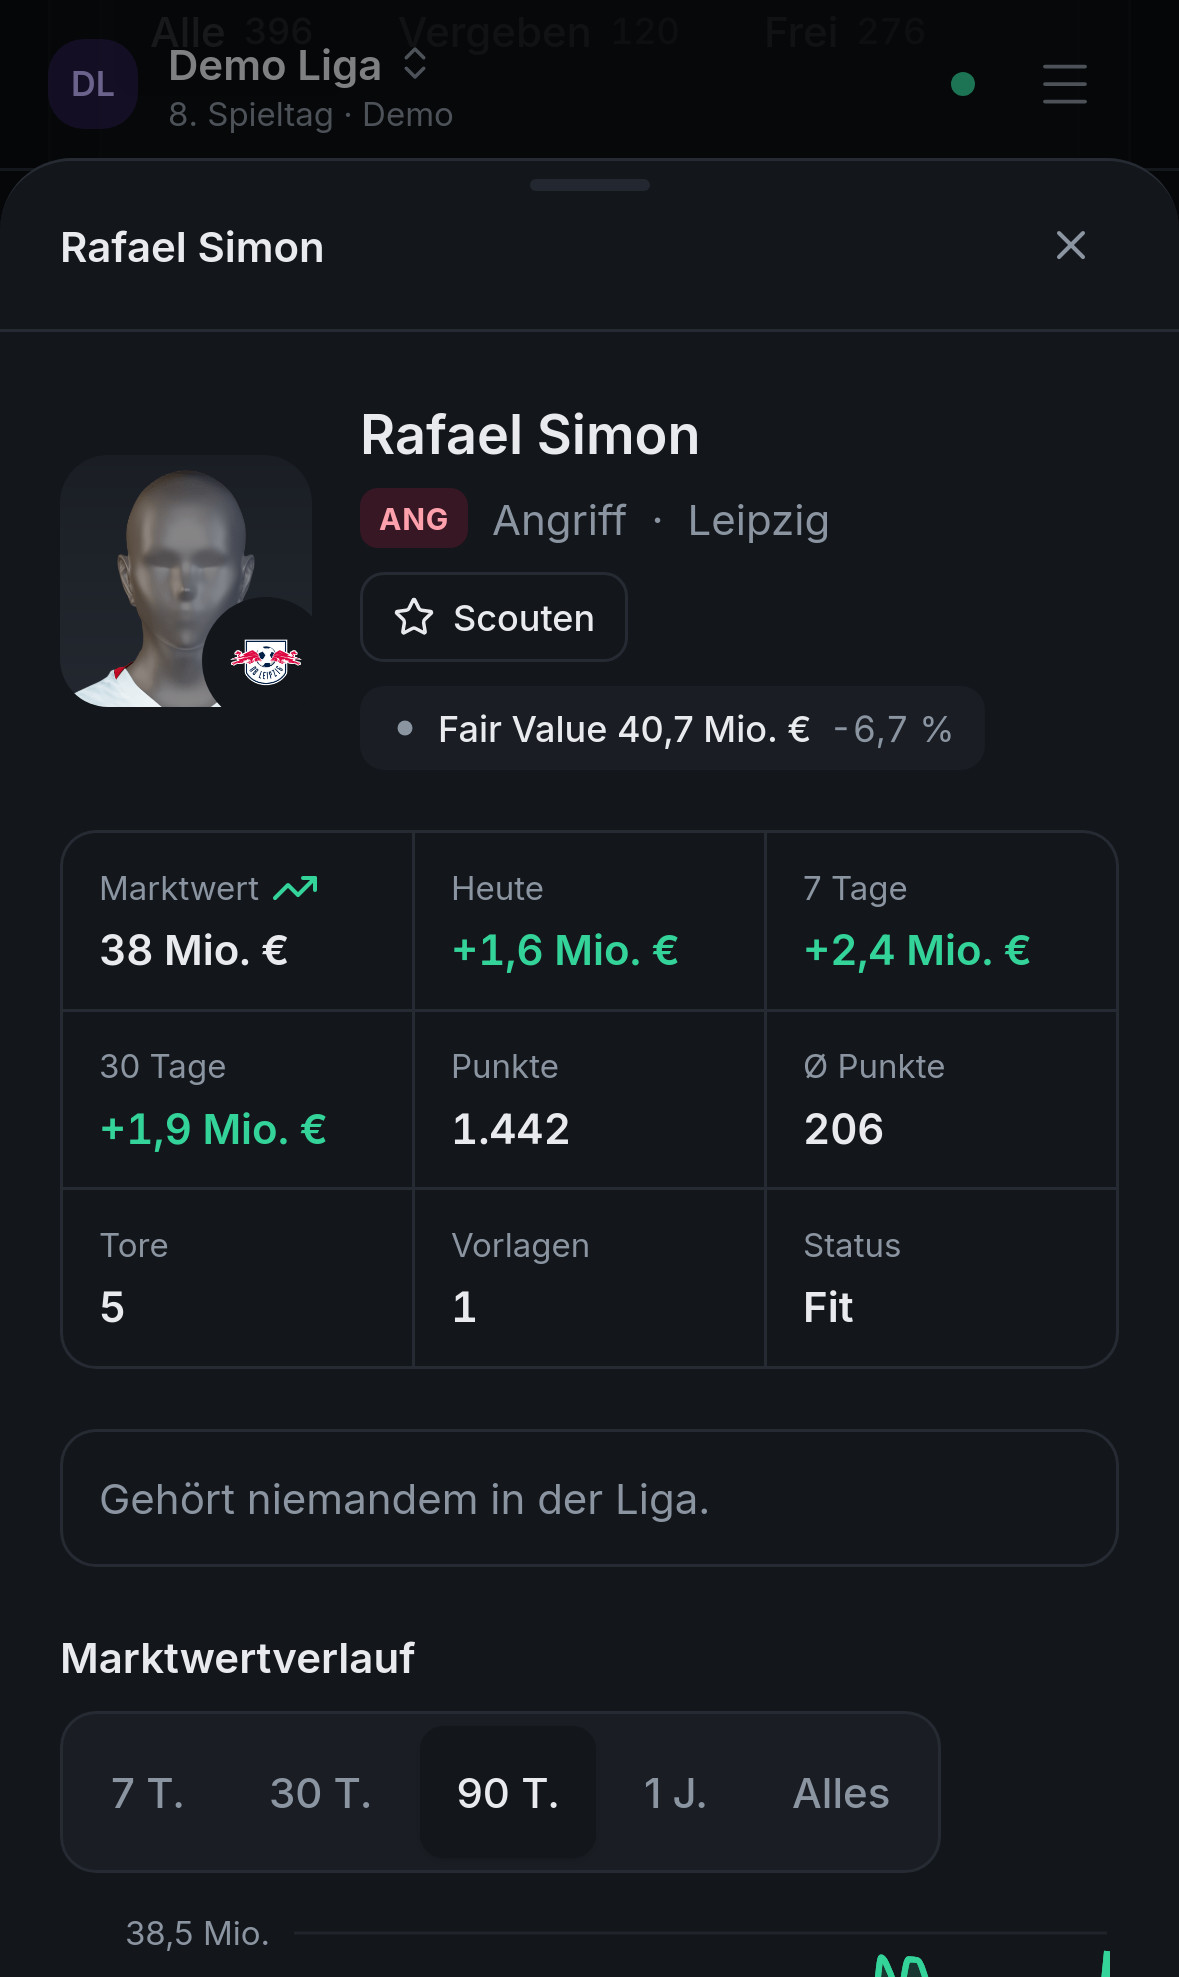 Alle 396 Vergeben 120 Frei 276
DL
Demo Liga
8. Spieltag · Demo
Rafael Simon
Rafael Simon
ANG Angriff · Leipzig
Scouten
RB LEIPZIG
Fair Value 40,7 Mio. € -6,7 %
Marktwert Heute 7 Tage
38 Mio. € +1,6 Mio. € +2,4 Mio. €
30 Tage Punkte Ø Punkte
+1,9 Mio. € 1.442 206
Tore Vorlagen Status
5 1 Fit
Gehört niemandem in der Liga.
Marktwertverlauf
7 T. 30 T. 90 T. 1 J. Alles
38,5 Mio.